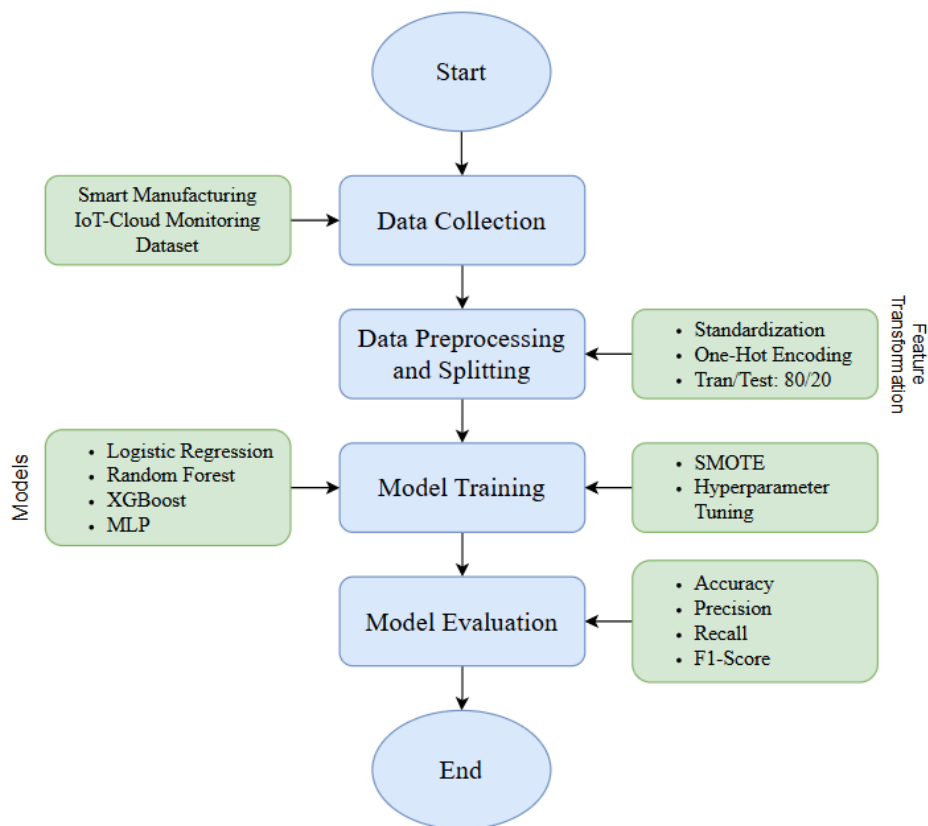 Start
Smart Manufacturing
IoT-Cloud Monitoring
Dataset
Data Collection
Data Preprocessing
and Splitting
• Standardization
• One-Hot Encoding
• Tran/Test: 80/20
Feature
Transformation
Models
• Logistic Regression
• Random Forest
• XGBoost
• MLP
Model Training
• SMOTE
• Hyperparameter
Tuning
Model Evaluation
• Accuracy
• Precision
• Recall
• F1-Score
End